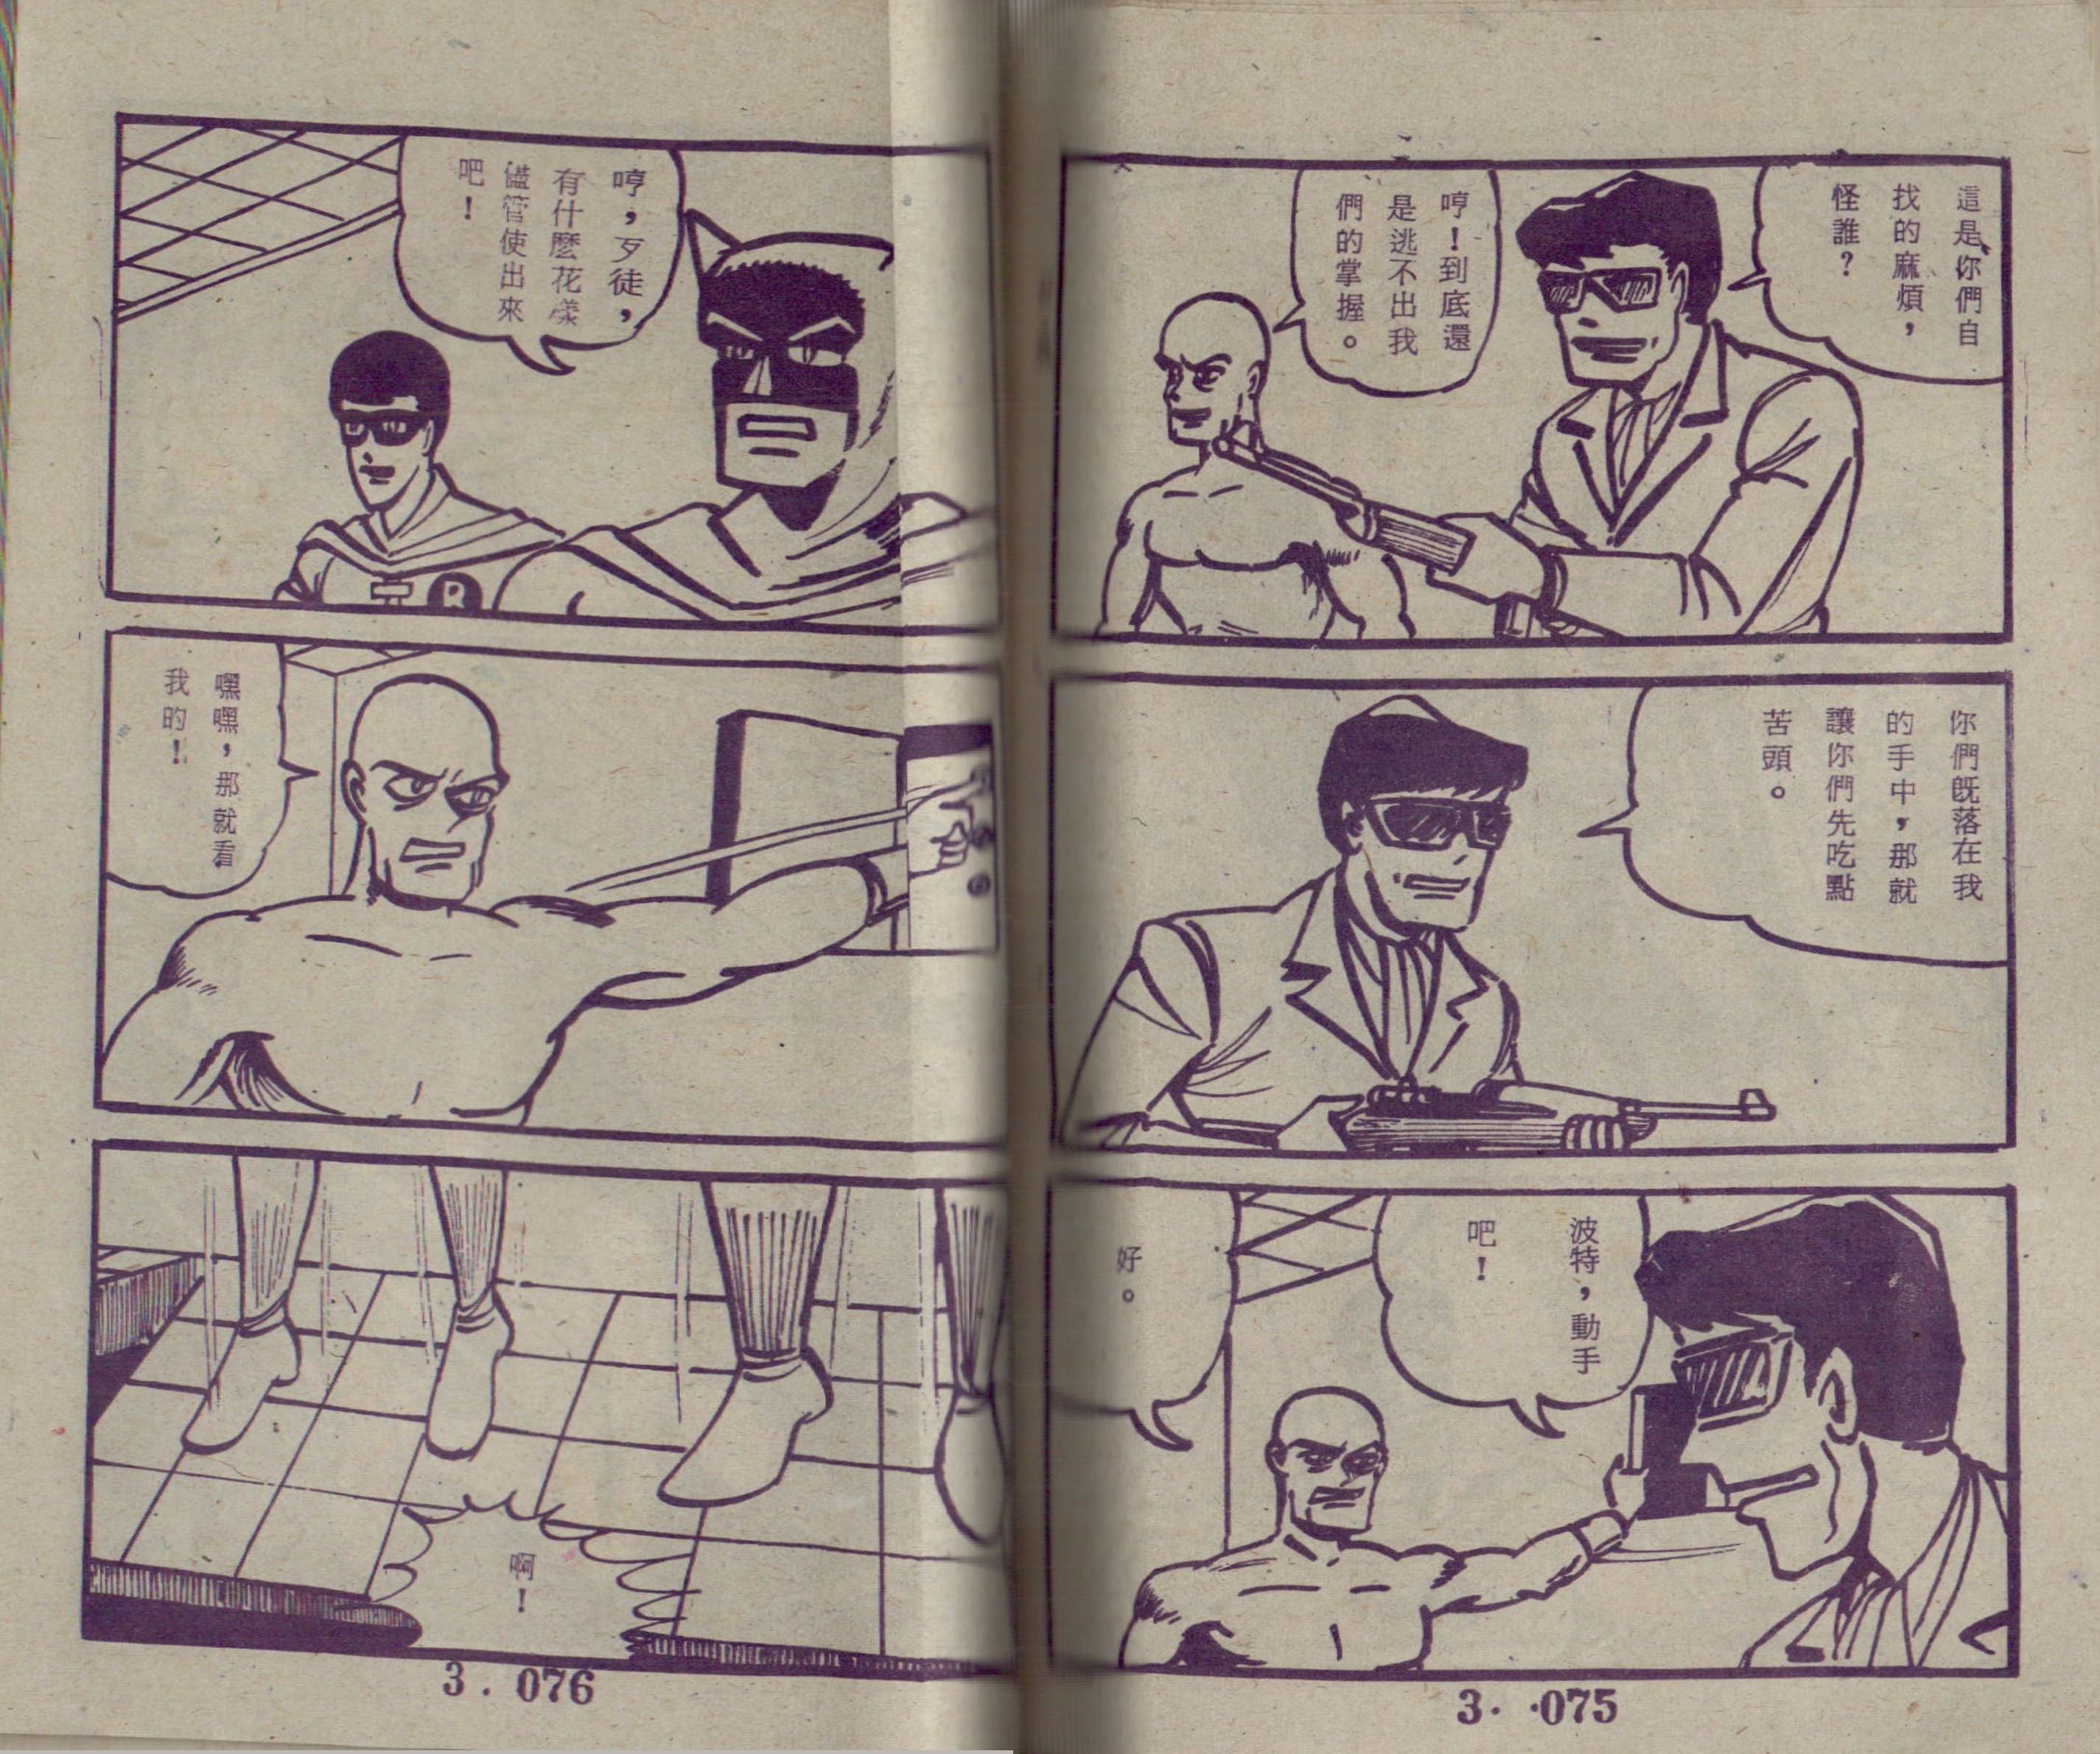 這是你們自
找的麻煩，
怪誰？
哼！到底還
是逃不出我
們的掌握。
你們既落在我
的手中，那就
讓你們先吃點
苦頭。
波特，動手
吧！
好。
3.075
哼，歹徒，
有什麼花樣
儘管使出來
吧！
R
嘿嘿，那就看
我的！
啊！
3.076